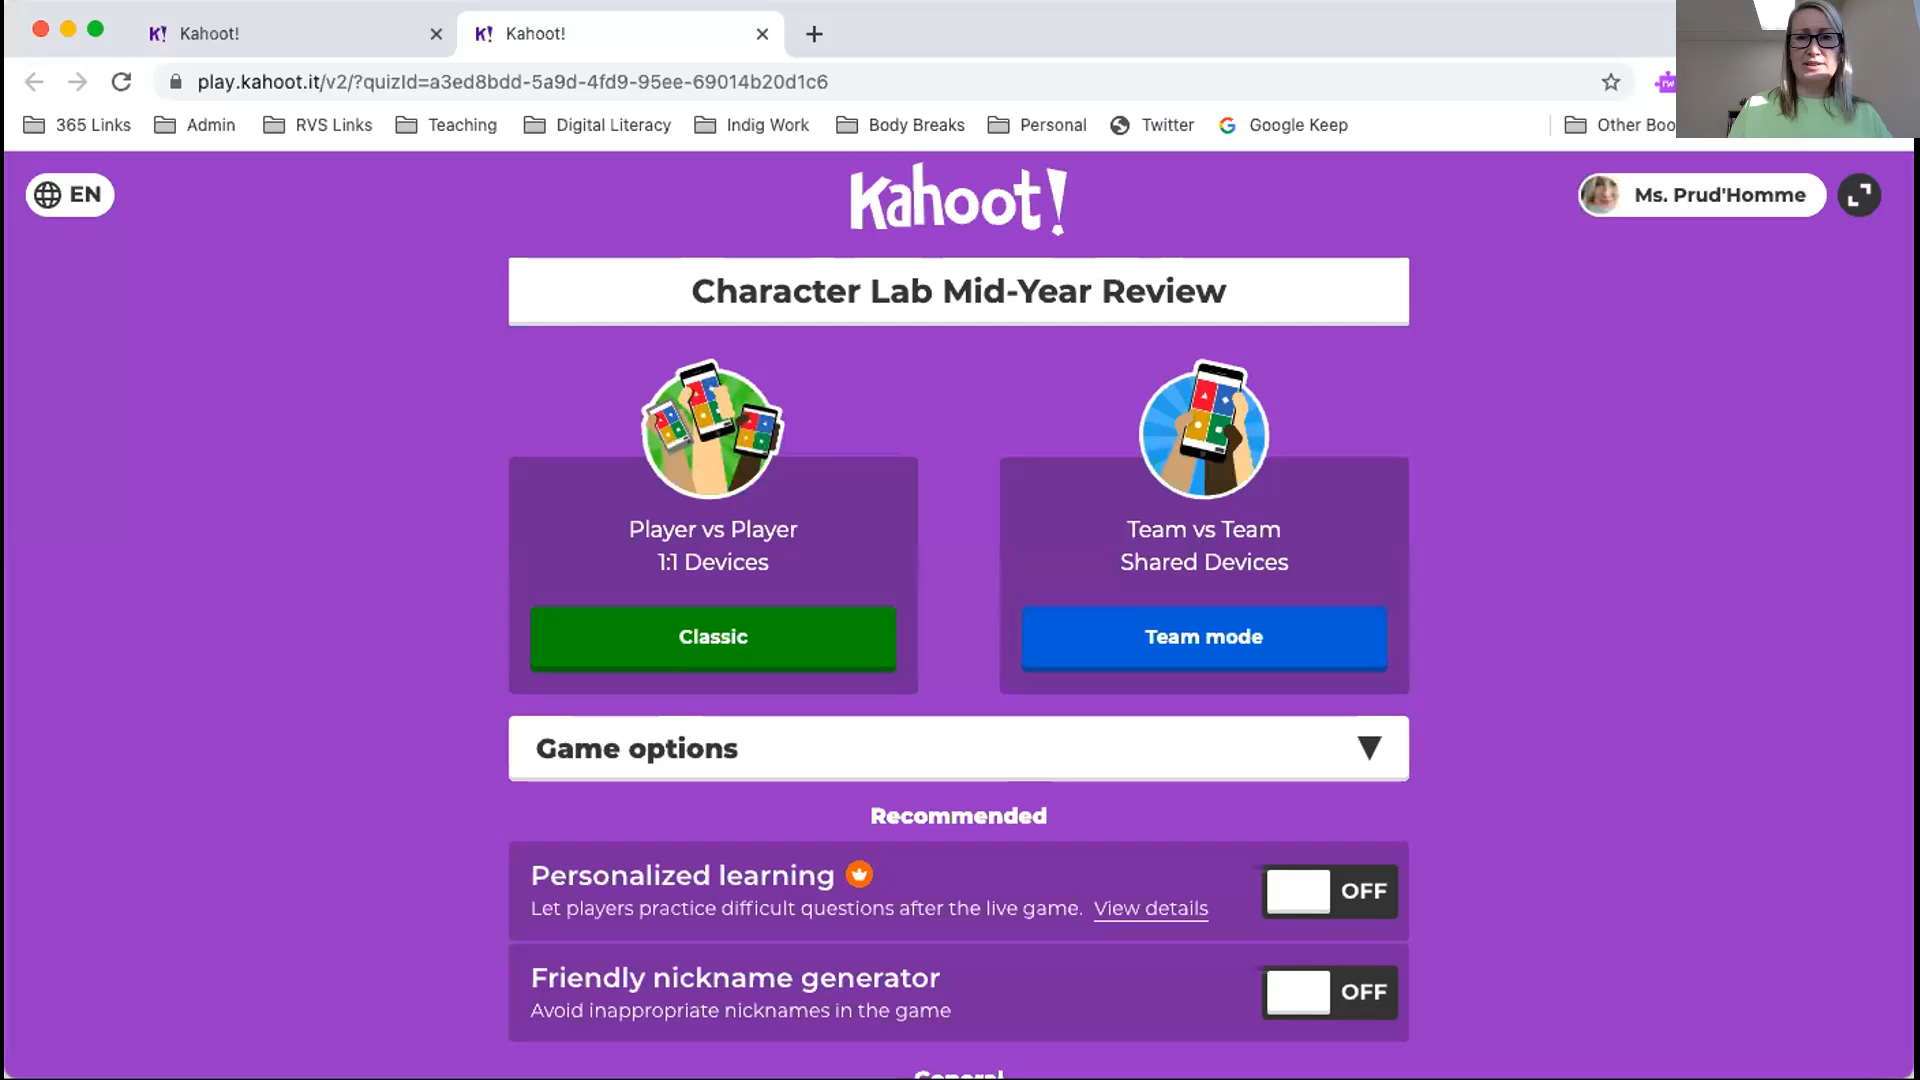 K! Kahoot!
K! Kahoot!
play.kahoot.it/v2/?quizId=a3ed8bdd-5a9d-4fd9-95ee-69014b20d1c6
365 Links Admin RVS Links Teaching Digital Literacy Indig Work Body Breaks Personal Twitter Google Keep Other Boo
EN
Kahoot!
Ms. Prud'Homme
Character Lab Mid-Year Review
Player vs Player
1:1 Devices
Classic
Team vs Team
Shared Devices
Team mode
Game options
Recommended
Personalized learning
Let players practice difficult questions after the live game. View details
OFF
Friendly nickname generator
Avoid inappropriate nicknames in the game
OFF
General